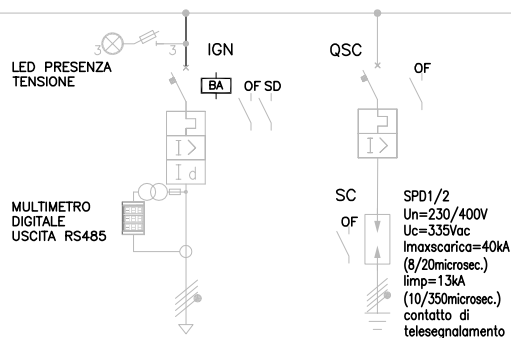 3
3
LED PRESENZA
TENSIONE
IGN
BA
OF SD
I>
I d
MULTIMETRO
DIGITALE
USCITA RS485
QSC
OF
I>
SC
OF
SPD1/2
Un=230/400V
Uc=335Vac
Imaxscarica=40kA
(8/20microsec.)
Iimp=13kA
(10/350microsec.)
contatto di
telesegnalamento